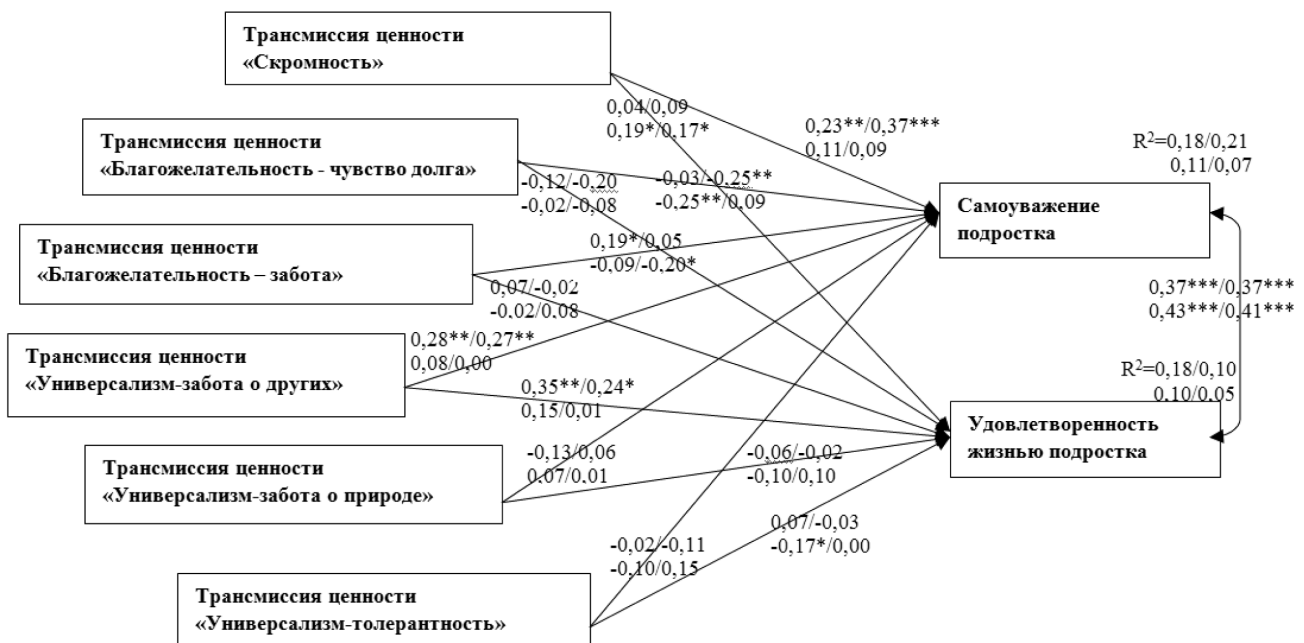 Трансмиссия ценности
«Скромность»
0,04/0,09
0,19*/0,17*
0,23**/0,37***
0,11/0,09
R²=0,18/0,21
0,11/0,07
Трансмиссия ценности
«Благожелательность - чувство долга»
-0,12/-0,20
-0,02/-0,08
-0,03/-0,25**
-0,25**/0,09
Самоуважение
подростка
Трансмиссия ценности
«Благожелательность – забота»
0,19*/0,05
-0,09/-0,20*
0,07/-0,02
-0,02/0,08
0,37***/0,37***
0,43***/0,41***
Трансмиссия ценности
«Универсализм-забота о других»
0,28**/0,27**
0,08/0,00
0,35**/0,24*
0,15/0,01
R²=0,18/0,10
0,10/0,05
Удовлетворенность
жизнью подростка
Трансмиссия ценности
«Универсализм-забота о природе»
-0,13/0,06
0,07/0,01
-0,06/-0,02
-0,10/0,10
Трансмиссия ценности
«Универсализм-толерантность»
-0,02/-0,11
-0,10/0,15
0,07/-0,03
-0,17*/0,00